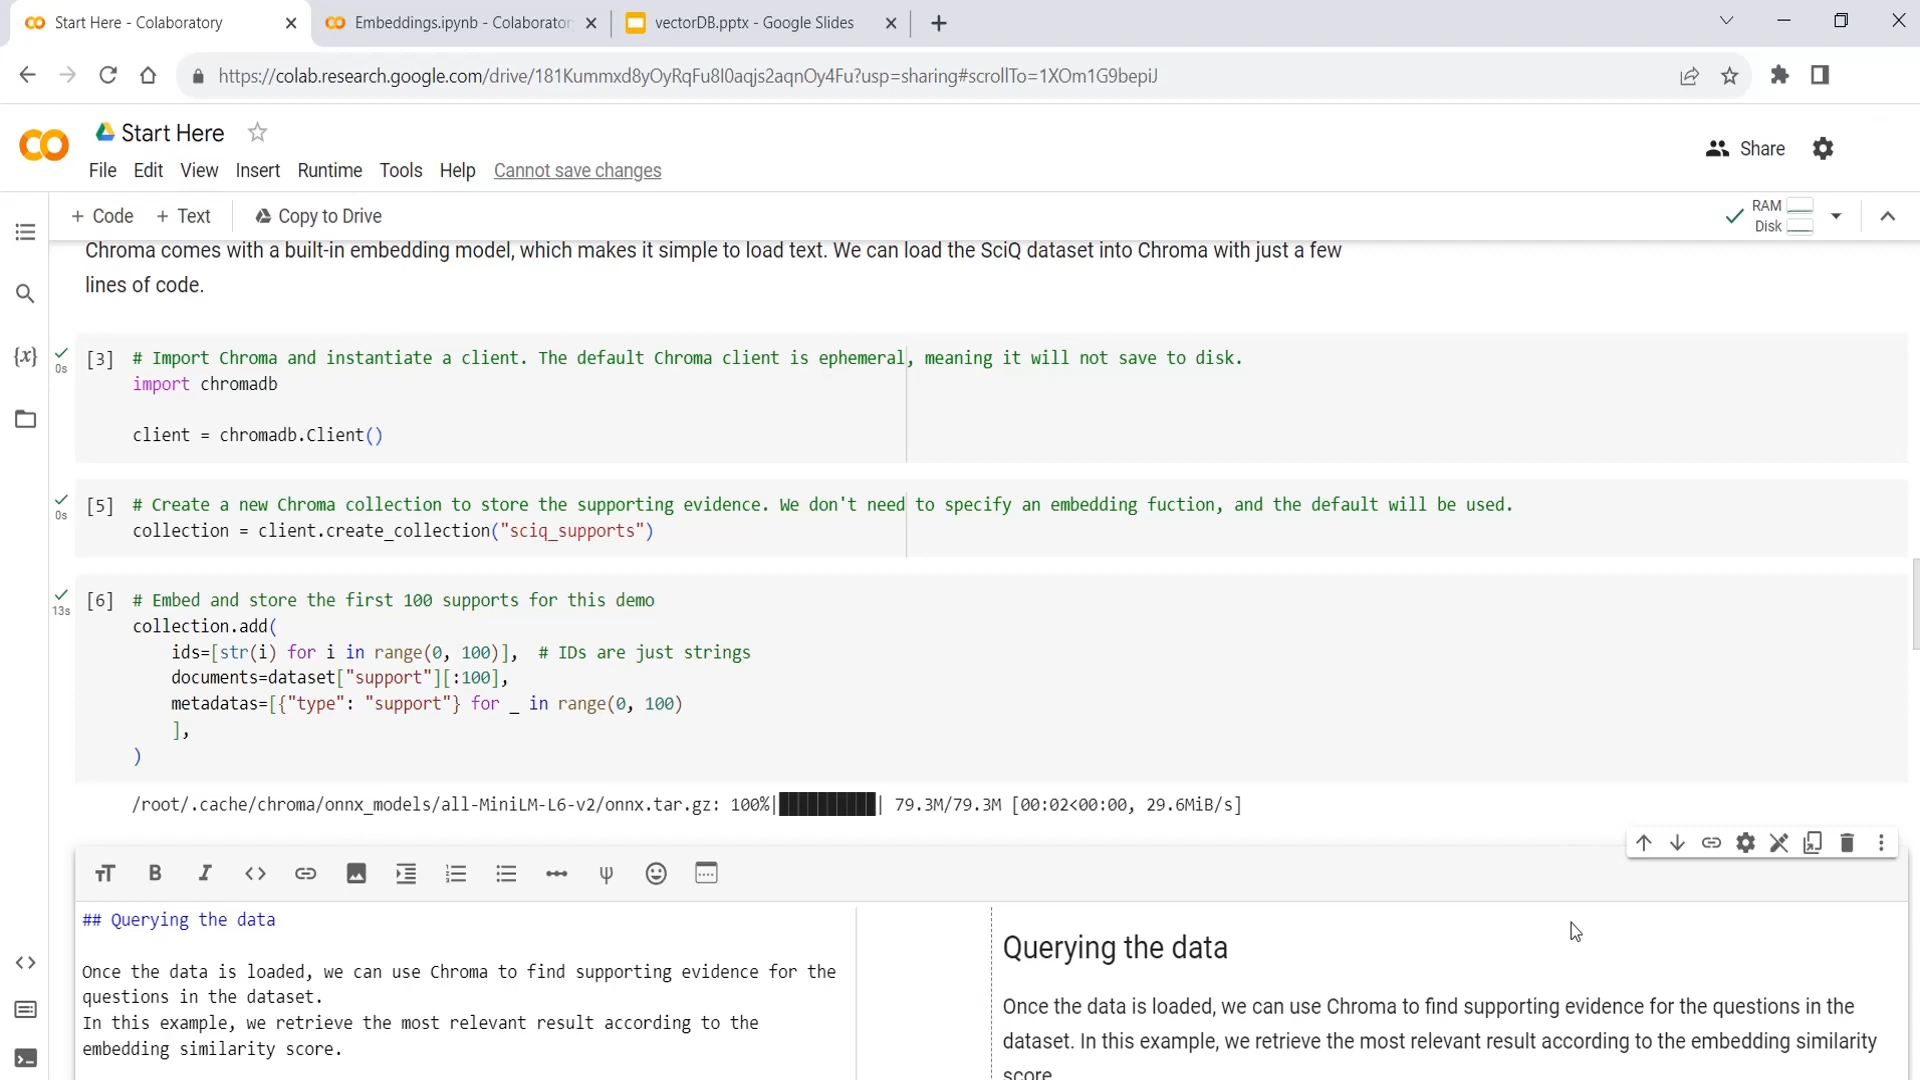 Start Here - Colaboratory
Embeddings.ipynb - Colaborator
vectorDB.pptx - Google Slides
https://colab.research.google.com/drive/181Kummxd8yOyRqFu8I0aqjs2aqnOy4Fu?usp=sharing#scrollTo=1XOm1G9bepiJ
Start Here
Share
File Edit View Insert Runtime Tools Help Cannot save changes
+ Code + Text Copy to Drive
RAM
Disk
Chroma comes with a built-in embedding model, which makes it simple to load text. We can load the SciQ dataset into Chroma with just a few
lines of code.
[3] # Import Chroma and instantiate a client. The default Chroma client is ephemeral, meaning it will not save to disk.
0s
import chromadb
client = chromadb.Client()
[5] # Create a new Chroma collection to store the supporting evidence. We don't need to specify an embedding fuction, and the default will be used.
0s
collection = client.create_collection("sciq_supports")
[6] # Embed and store the first 100 supports for this demo
13s
collection.add(
ids=[str(i) for i in range(0, 100)],  # IDs are just strings
documents=dataset["support"][:100],
metadatas=[{"type": "support"} for _ in range(0, 100)
],
)
/root/.cache/chroma/onnx_models/all-MiniLM-L6-v2/onnx.tar.gz: 100%|██████████| 79.3M/79.3M [00:02<00:00, 29.6MiB/s]
## Querying the data
Once the data is loaded, we can use Chroma to find supporting evidence for the
questions in the dataset.
In this example, we retrieve the most relevant result according to the
embedding similarity score.
Querying the data
Once the data is loaded, we can use Chroma to find supporting evidence for the questions in the
dataset. In this example, we retrieve the most relevant result according to the embedding similarity
score